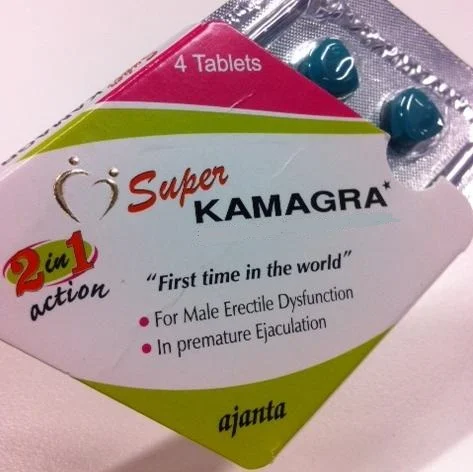 4 Tablets
Super
KAMAGRA
2 in 1
action
"First time in the world"
• For Male Erectile Dysfunction
• In premature Ejaculation
ajanta